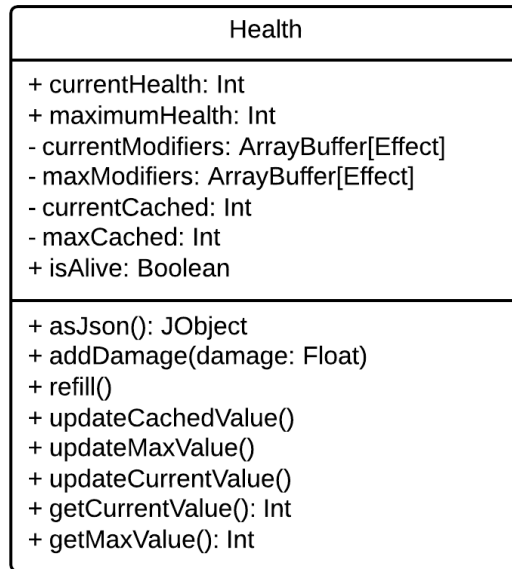 Health
+ currentHealth: Int
+ maximumHealth: Int
- currentModifiers: ArrayBuffer[Effect]
- maxModifiers: ArrayBuffer[Effect]
- currentCached: Int
- maxCached: Int
+ isAlive: Boolean
+ asJson(): JObject
+ addDamage(damage: Float)
+ refill()
+ updateCachedValue()
+ updateMaxValue()
+ updateCurrentValue()
+ getCurrentValue(): Int
+ getMaxValue(): Int